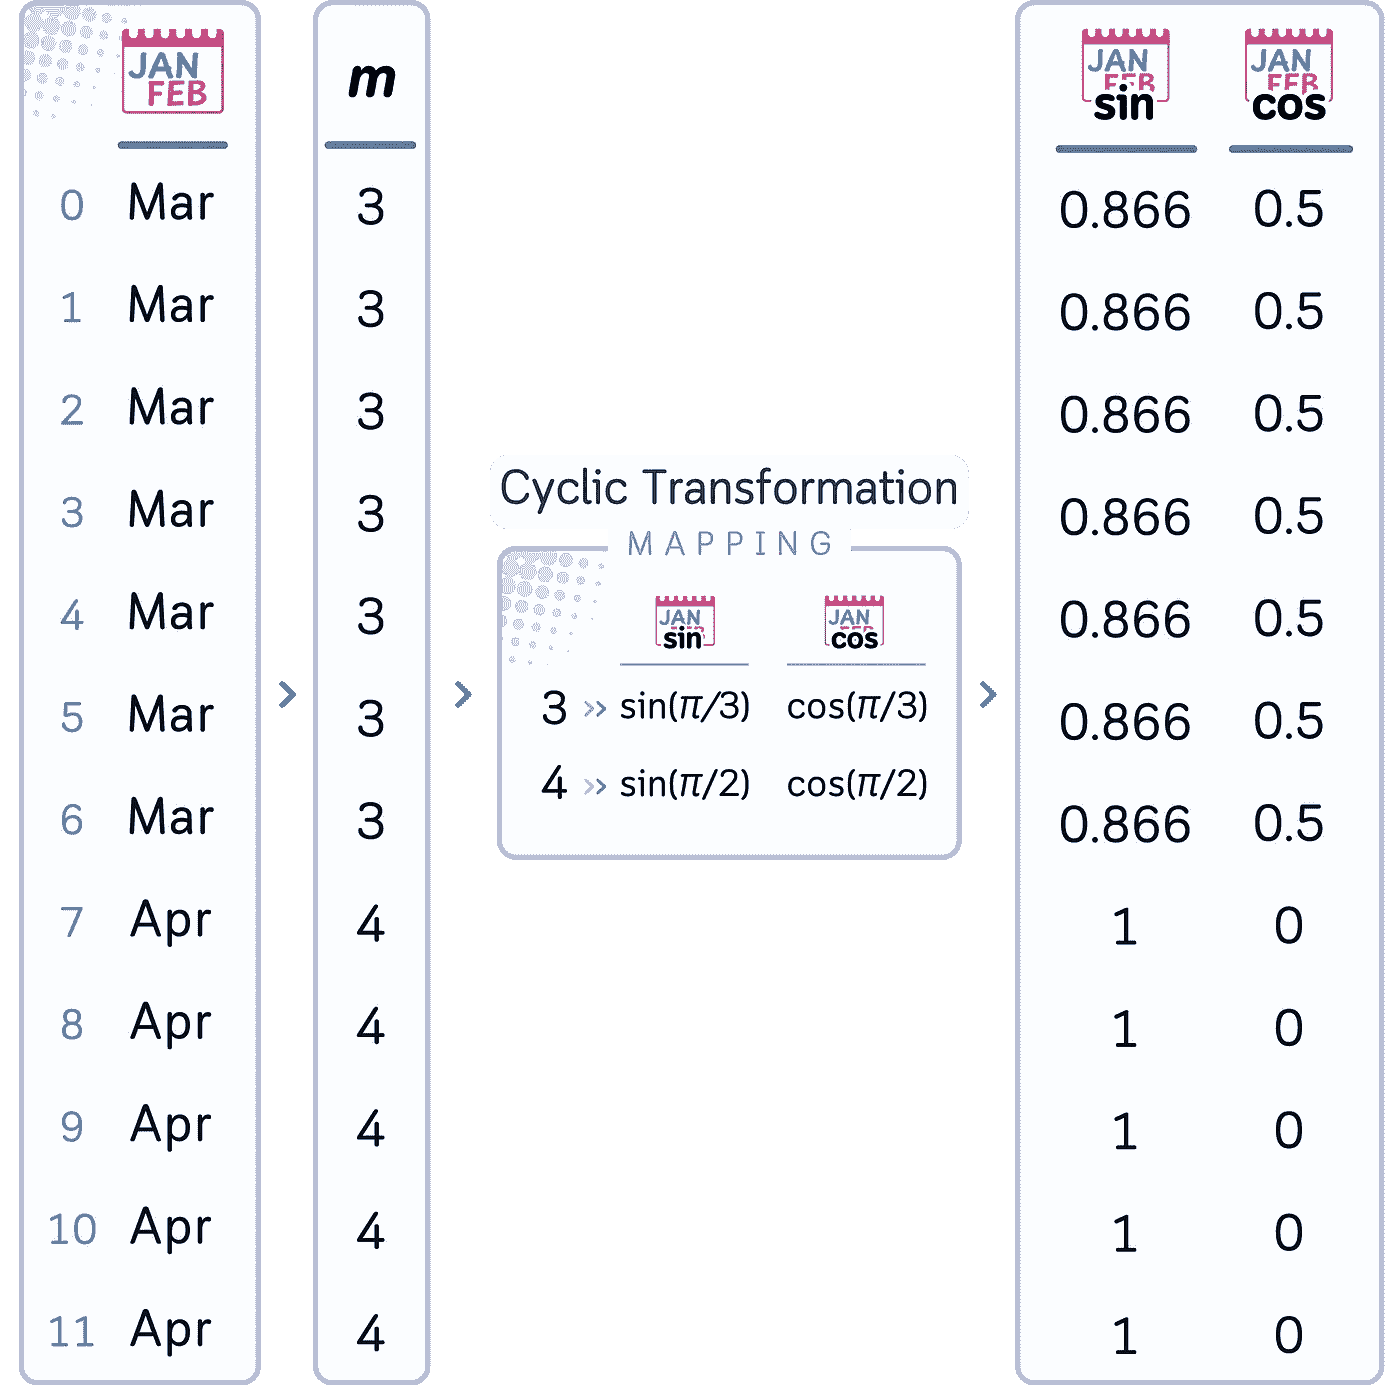 JAN
FEB
m
JAN
FEB
sin
JAN
FEB
cos
0 Mar 3 0.866 0.5
1 Mar 3 0.866 0.5
2 Mar 3 0.866 0.5
3 Mar 3 0.866 0.5
4 Mar 3 0.866 0.5
5 Mar 3 0.866 0.5
6 Mar 3 0.866 0.5
7 Apr 4 1 0
8 Apr 4 1 0
9 Apr 4 1 0
10 Apr 4 1 0
11 Apr 4 1 0
Cyclic Transformation
MAPPING
JAN
sin
JAN
cos
3 » sin(π/3) cos(π/3)
4 » sin(π/2) cos(π/2)